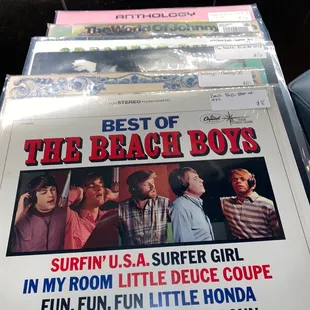 ANTHOLOGY
The World Of Johnny
STEREO
BEST OF
THE BEACH BOYS
Capitol
SURFIN' U.S.A. SURFER GIRL
IN MY ROOM LITTLE DEUCE COUPE
FUN, FUN, FUN LITTLE HONDA